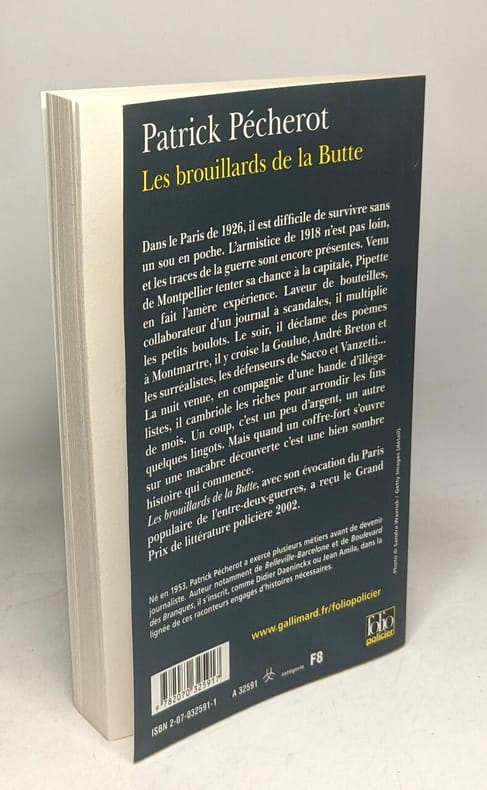 Patrick Pécherot
Les brouillards de la Butte
Dans le Paris de 1926, il est difficile de survivre sans
un sou en poche. L'armistice de 1918 n'est pas loin,
et les traces de la guerre sont encore présentes. Venu
de Montpellier tenter sa chance à la capitale, Pipette
en fait l'amère expérience. Laveur de bouteilles,
collaborateur d'un journal à scandales, il multiplie
les petits boulots. Le soir, il déclame des poèmes
à Montmartre, il y croise la Goulue, André Breton et
les surréalistes, les défenseurs de Sacco et Vanzetti...
La nuit venue, en compagnie d'une bande d'illéga-
listes, il cambriole les riches pour arrondir les fins
de mois. Un coup, c'est un peu d'argent, un autre
quelques lingots. Mais quand un coffre-fort s'ouvre
sur une macabre découverte c'est une bien sombre
histoire qui commence.
Les brouillards de la Butte, avec son évocation du Paris
populaire de l'entre-deux-guerres, a reçu le Grand
Prix de littérature policière 2002.
Né en 1953, Patrick Pécherot a exercé plusieurs métiers avant de devenir
journaliste. Auteur notamment de Belleville-Barcelone et de Boulevard
des Branques, il s'inscrit, comme Didier Daeninckx ou Jean Amila, dans la
lignée de ces raconteurs engagés d'histoires nécessaires.
Photo © Sandra Wavrick / Getty Images (détail).
www.gallimard.fr/foliopolicier
folio
policier
9 782070 325917
A 32591
catégorie
F8
ISBN 2-07-032591-1